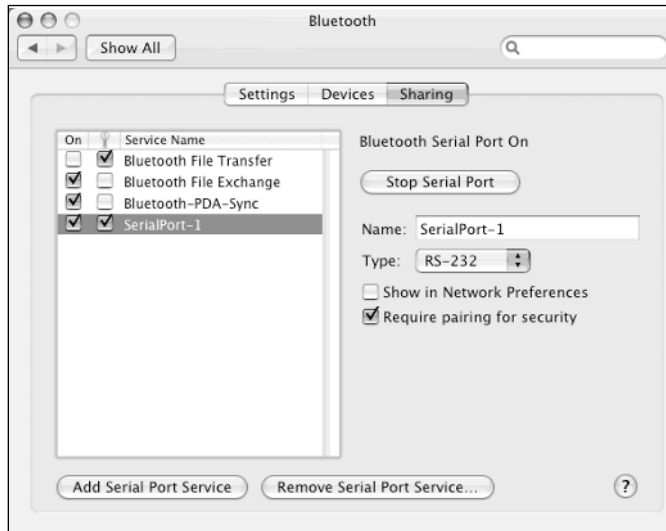 Bluetooth
Show All
Settings Devices Sharing
On Service Name
Bluetooth File Transfer
Bluetooth File Exchange
Bluetooth-PDA-Sync
SerialPort-1
Bluetooth Serial Port On
Stop Serial Port
Name: SerialPort-1
Type: RS-232
Show in Network Preferences
Require pairing for security
Add Serial Port Service Remove Serial Port Service... ?